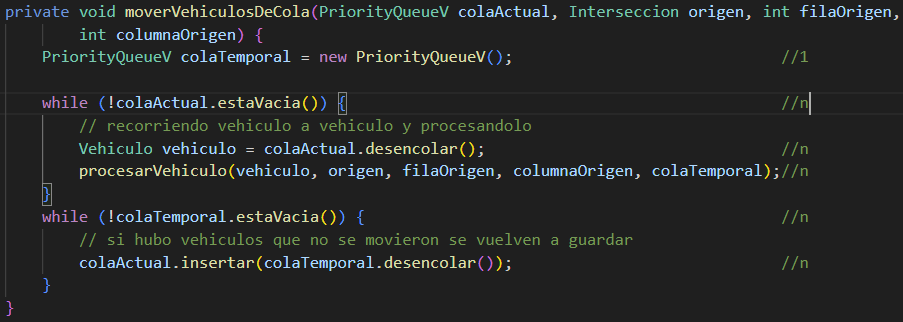 private void moverVehiculosDeCola(PriorityQueueV colaActual, Interseccion origen, int filaOrigen,
int columnaOrigen) {
PriorityQueueV colaTemporal = new PriorityQueueV(); //1
while (!colaActual.estaVacia()) { //n
// recorriendo vehiculo a vehiculo y procesandolo
Vehiculo vehiculo = colaActual.desencolar(); //n
procesarVehiculo(vehiculo, origen, filaOrigen, columnaOrigen, colaTemporal);//n
}
while (!colaTemporal.estaVacia()) { //n
// si hubo vehiculos que no se movieron se vuelven a guardar
colaActual.insertar(colaTemporal.desencolar()); //n
}
}